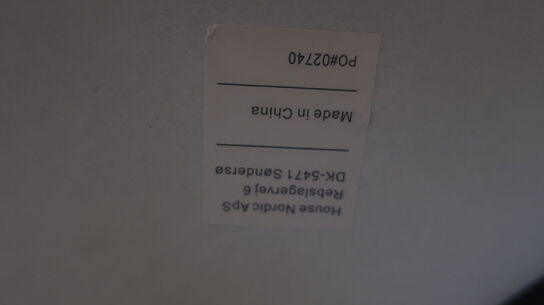 House Nordic ApS
Rebslagervej 6
DK-5471 Søndersø
Made in China
PO#02740